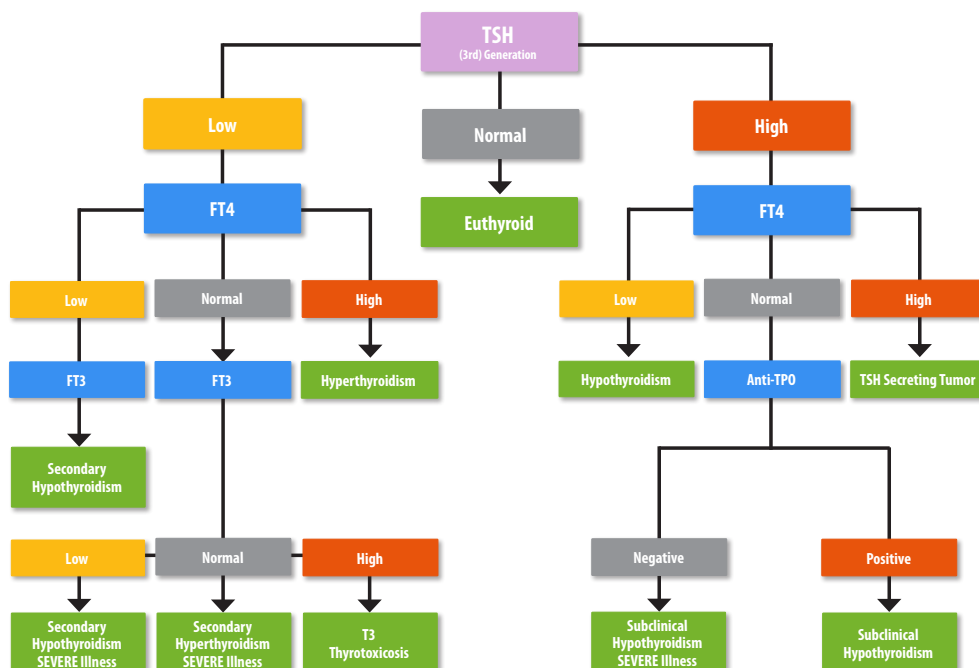 TSH
(3rd) Generation
Low
Normal
High
FT4
Euthyroid
FT4
Low
Normal
High
Low
Normal
High
FT3
FT3
Hyperthyroidism
Hypothyroidism
Anti-TPO
TSH Secreting Tumor
Secondary
Hypothyroidism
Low
Normal
High
Negative
Positive
Secondary
Hypothyroidism
SEVERE Illness
Secondary
Hyperthyroidism
SEVERE Illness
T3
Thyrotoxicosis
Subclinical
Hypothyroidism
SEVERE Illness
Subclinical
Hypothyroidism